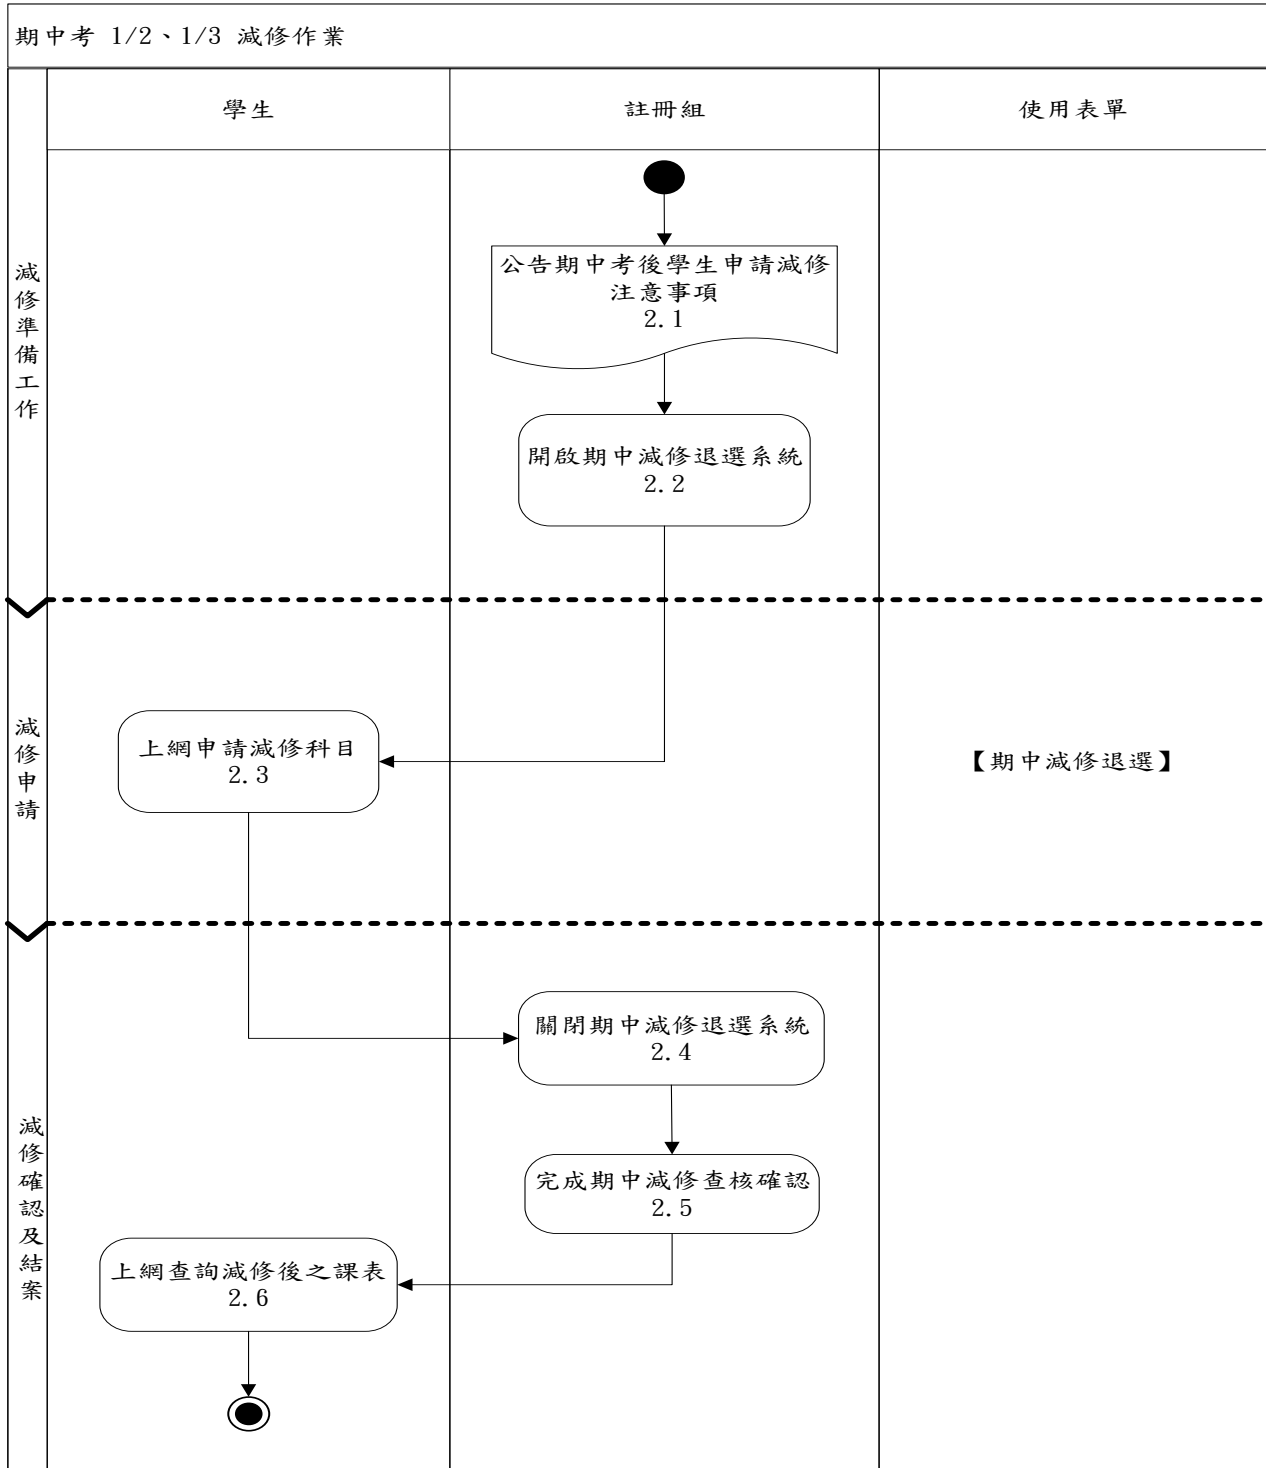 期中考 1/2、1/3 減修作業
學生
註冊組
使用表單
減修準備工作
公告期中考後學生申請減修
注意事項
2.1
開啟期中減修退選系統
2.2
減修申請
上網申請減修科目
2.3
【期中減修退選】
減修確認及結案
關閉期中減修退選系統
2.4
完成期中減修查核確認
2.5
上網查詢減修後之課表
2.6